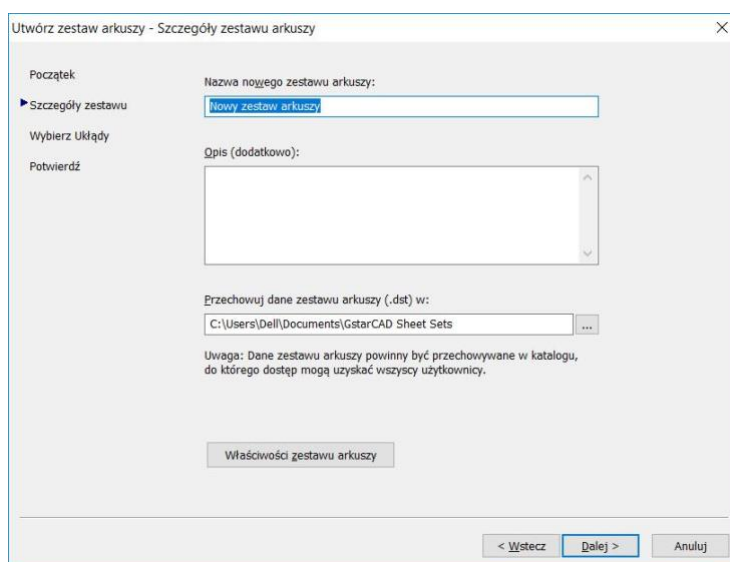 Utwórz zestaw arkuszy - Szczegóły zestawu arkuszy
Początek
Szczegóły zestawu
Wybierz Układy
Potwierdź
Nazwa nowego zestawu arkuszy:
Nowy zestaw arkuszy
Opis (dodatkowo):
Przechowuj dane zestawu arkuszy (.dst) w:
C:\Users\Dell\Documents\GstarCAD Sheet Sets
...
Uwaga: Dane zestawu arkuszy powinny być przechowywane w katalogu,
do którego dostęp mogą uzyskać wszyscy użytkownicy.
Właściwości zestawu arkuszy
< Wstecz
Dalej >
Anuluj